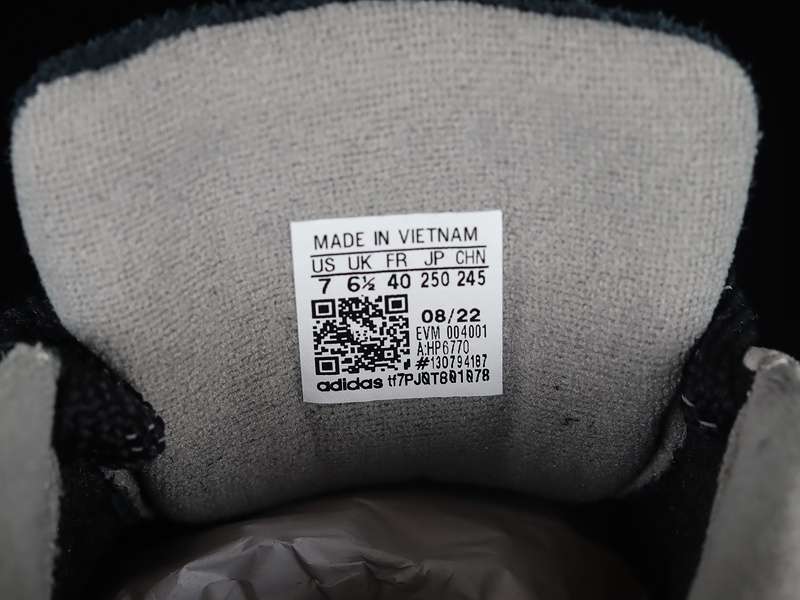 MADE IN VIETNAM
US UK FR JP CHN
7 6½ 40 250 245
08/22
EVM 004001
A:HP6770
#130794187
adidas tf7PJQT801078